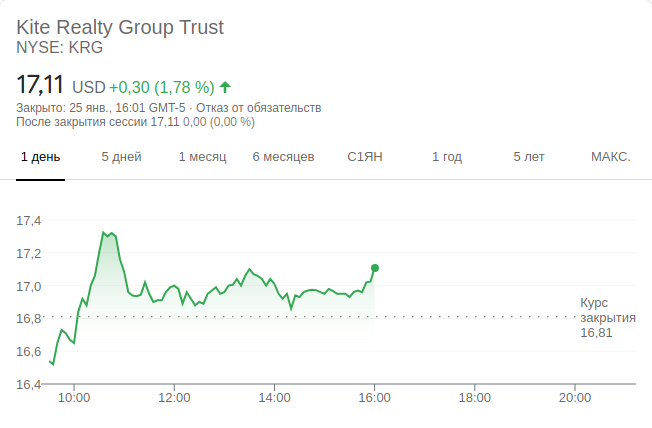 Kite Realty Group Trust
NYSE: KRG
17,11 USD +0,30 (1,78 %)
Закрыто: 25 янв., 16:01 GMT-5 · Отказ от обязательств
После закрытия сессии 17,11 0,00 (0,00 %)
1 день 5 дней 1 месяц 6 месяцев С1ЯН 1 год 5 лет МАКС.
17,4
17,2
17,0
16,8
16,6
16,4
Курс
закрытия
16,81
10:00 12:00 14:00 16:00 18:00 20:00